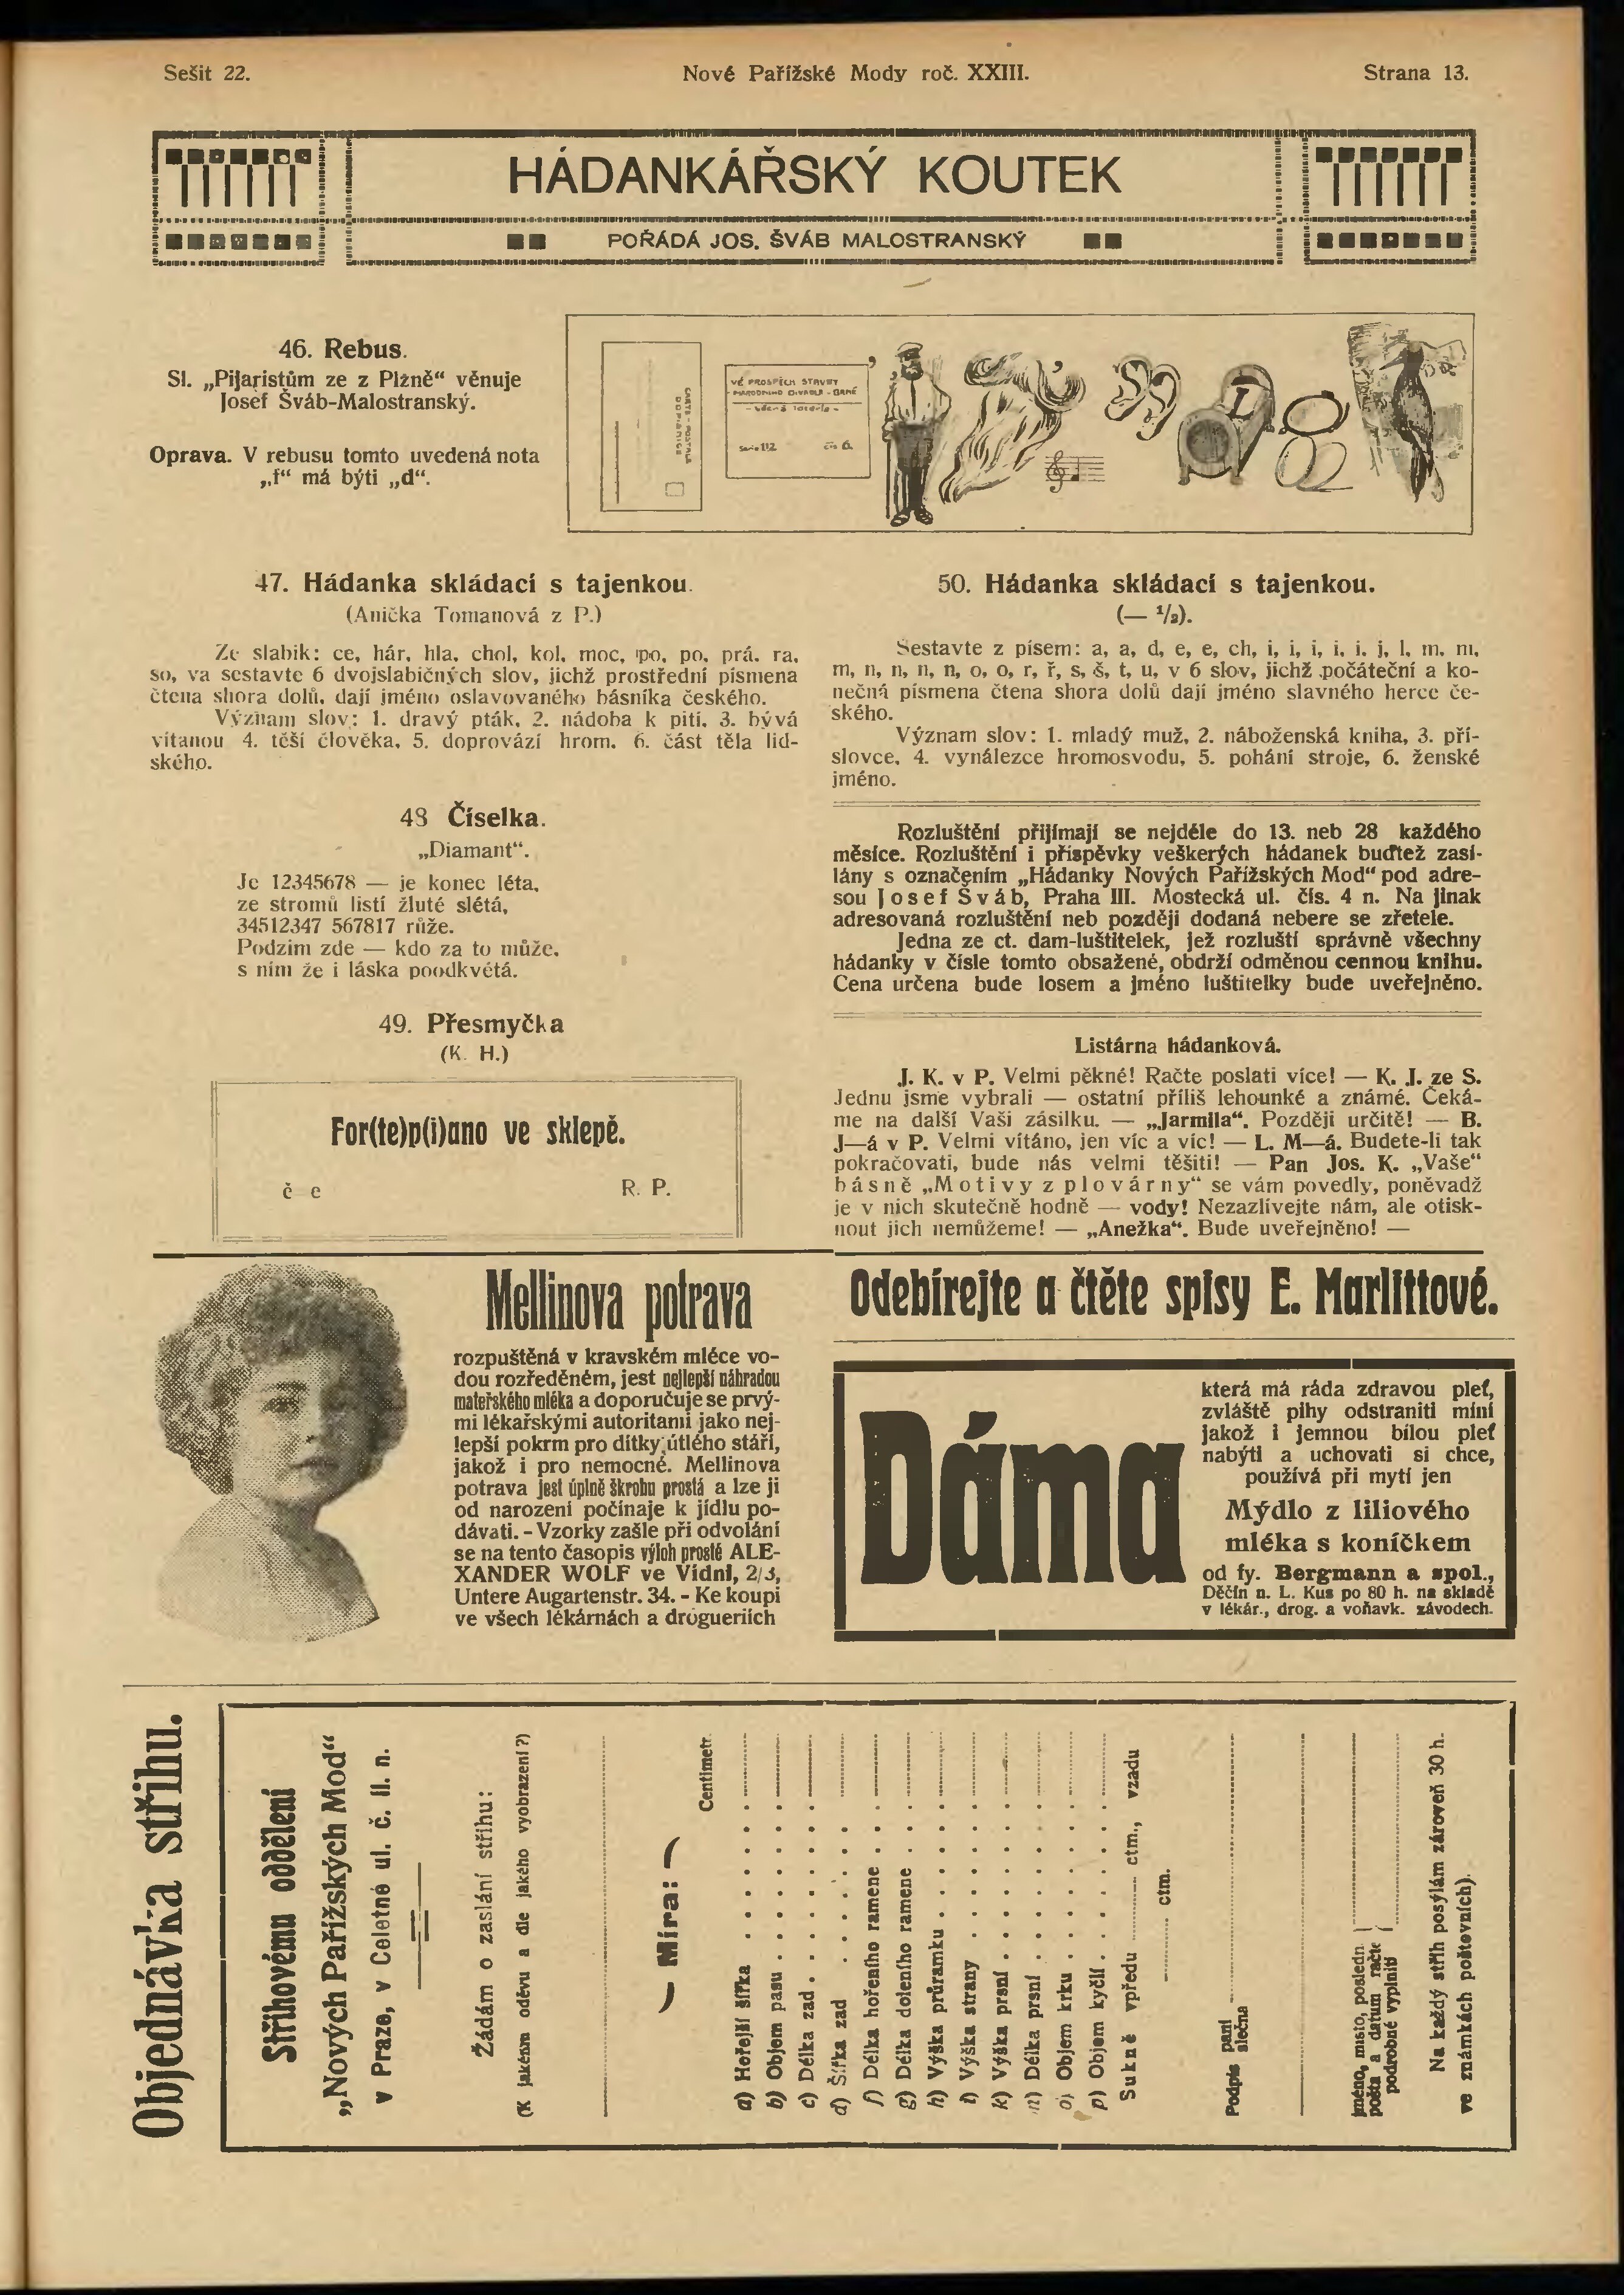 Sešit 22.
Nové Pařížské Mody roč. XXIII.
Strana 13.
HÁDANKÁŘSKÝ KOUTEK
POŘÁDÁ JOS. ŠVÁB MALOSTRANSKÝ
46. Rebus.
Sl. „Pijaristům ze z Plzně“ věnuje
Josef Šváb-Malostranský.
Oprava. V rebusu tomto uvedená nota
„f“ má býti „d“.
CARTE - POSTALE
DOPISNICE
VE PROSPĚCH STAVBY
NÁRODNÍHO DIVADLA - BRNĚ
- věcná loterie -
Serie 112. čís 6.
47. Hádanka skládací s tajenkou.
(Anička Tomanová z P.)
Ze slabik: ce, hár, hla, chol, kol, moc, po, po, prá, ra,
so, va sestavte 6 dvojslabičných slov, jichž prostřední písmena
čtena shora dolů, dají jméno oslavovaného básníka českého.
Význam slov: 1. dravý pták, 2. nádoba k pití, 3. bývá
vítanou 4. těší člověka, 5. doprovází hrom, 6. část těla lid-
ského.
48 Číselka.
„Diamant“.
Je 12345678 — je konec léta,
ze stromů listí žluté slétá,
34512347 567817 růže.
Podzim zde — kdo za to může,
s ním že i láska poodkvétá.
49. Přesmyčka
(K. H.)
For(te)p(i)ano ve sklepě.
č e R. P.
50. Hádanka skládací s tajenkou.
(— ½).
Sestavte z písem: a, a, d, e, e, ch, i, i, i, i, i, j, l, m, m,
m, n, n, n, n, o, o, r, ř, s, š, t, u, v 6 slov, jichž počáteční a ko-
nečná písmena čtena shora dolů dají jméno slavného herce če-
ského.
Význam slov: 1. mladý muž, 2. náboženská kniha, 3. pří-
slovce, 4. vynálezce hromosvodu, 5. pohání stroje, 6. ženské
jméno.
Rozluštění přijímají se nejdéle do 13. neb 28 každého
měsíce. Rozluštění i příspěvky veškerých hádanek buďtež zasí-
lány s označením „Hádanky Nových Pařížských Mod“ pod adre-
sou Josef Šváb, Praha III. Mostecká ul. čís. 4 n. Na jinak
adresovaná rozluštění neb později dodaná nebere se zřetele.
Jedna ze ct. dam-luštitelek, jež rozluští správně všechny
hádanky v čísle tomto obsažené, obdrží odměnou cennou knihu.
Cena určena bude losem a jméno luštitelky bude uveřejněno.
Listárna hádanková.
J. K. v P. Velmi pěkné! Račte poslati více! — K. J. ze S.
Jednu jsme vybrali — ostatní příliš lehounké a známé. Čeká-
me na další Vaši zásilku. — „Jarmila“. Později určitě! — B.
J—á v P. Velmi vítáno, jen víc a víc! — L. M—á. Budete-li tak
pokračovati, bude nás velmi těšiti! — Pan Jos. K. „Vaše“
básně „Motivy z plovárny“ se vám povedly, poněvadž
je v nich skutečně hodně — vody! Nezazlívejte nám, ale otisk-
nout jich nemůžeme! — „Anežka“. Bude uveřejněno! —
Mellinova potrava
rozpuštěná v kravském mléce vo-
dou rozředěném, jest nejlepší náhradou
mateřského mléka a doporučuje se prvý-
mi lékařskými autoritami jako nej-
lepší pokrm pro dítky útlého stáří,
jakož i pro nemocné. Mellinova
potrava jest úplně škrobu prostá a lze ji
od narození počínaje k jídlu po-
dávati. - Vzorky zašle při odvolání
se na tento časopis výloh prosté ALE-
XANDER WOLF ve Vídni, 2/3,
Untere Augartenstr. 34. - Ke koupi
ve všech lékárnách a drogueriích
Odebírejte a čtěte spisy E. Marlittové.
Dáma
která má ráda zdravou pleť,
zvláště pihy odstraniti míní
jakož i jemnou bílou pleť
nabýti a uchovati si chce,
používá při mytí jen
Mýdlo z liliového
mléka s koníčkem
od fy. Bergmann a spol.,
Děčín n. L. Kus po 80 h. na skladě
v lékár., drog. a voňavk. závodech.
Objednávka střihu.
Střihovému oddělení
„Nových Pařížských Mod“
v Praze, v Celetné ul. č. 11. n.
Žádám o zaslání střihu:
(K jakému oděvu a dle jakého vyobrazení?)
Míra:
Centimetr.
a) Hořejší šířka
b) Objem pasu
c) Délka zad
d) Šířka zad
f) Délka hořeního ramene
g) Délka doleního ramene
h) Výška průramku
i) Výška strany
k) Výška prsní
n) Délka prsní
o) Objem krku
p) Objem kyčlí
Sukně vpředu ctm., vzadu
ctm.
Podpis paní
slečna
Jméno, místo, poslední
pošta a datum račte
podrobně vyplniti
Na každý střih posýlám zároveň 30 h.
ve známkách poštovních).